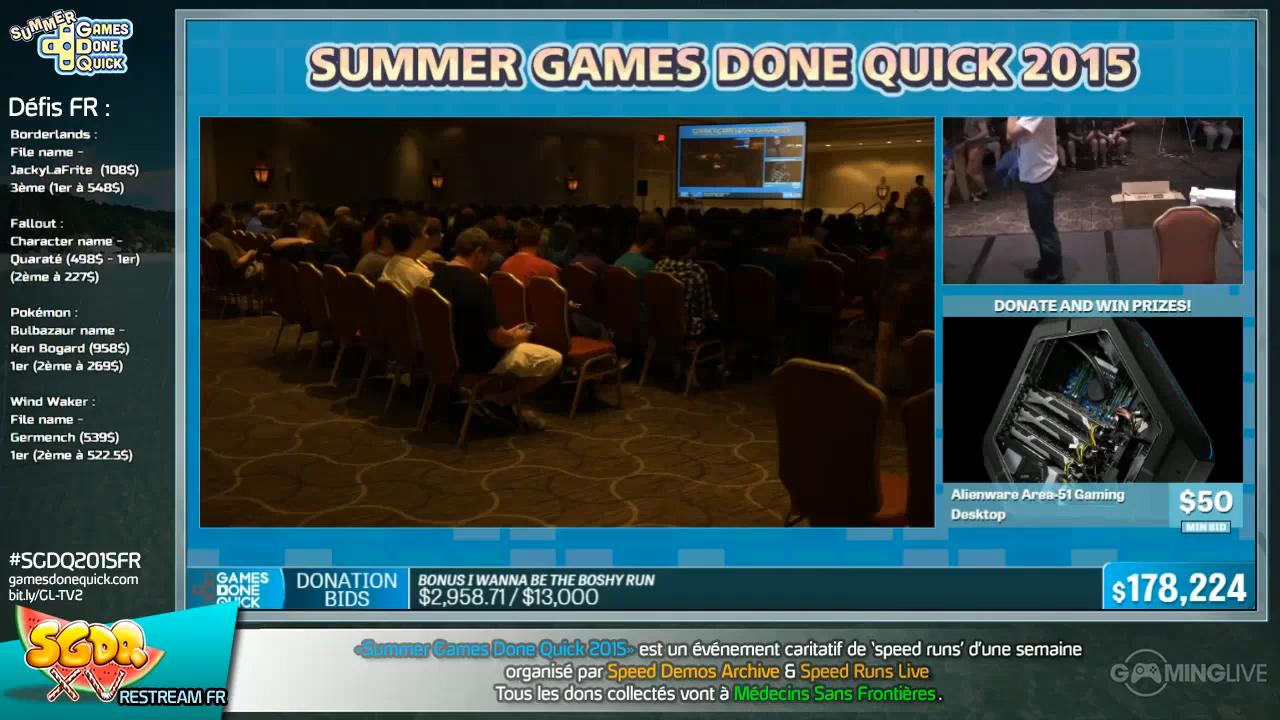 SUMMER
GAMES
DONE
QUICK
Défis FR :
Borderlands :
File name -
JackyLaFrite (108$)
3ème (1er à 548$)
Fallout :
Character name -
Quaraté (498$ - 1er)
(2ème à 227$)
Pokémon :
Bulbazaur name -
Ken Bogard (958$)
1er (2ème à 269$)
Wind Waker :
File name -
Germench (539$)
1er (2ème à 522.5$)
#SGDQ2015FR
gamesdonequick.com
bit.ly/GL-TV2
SGDQ
RESTREAM FR
SUMMER GAMES DONE QUICK 2015
DONATE AND WIN PRIZES!
Alienware Area-51 Gaming
Desktop
$50
MIN BID
GAMES
DONE
QUICK
DONATION
BIDS
BONUS I WANNA BE THE BOSHY RUN
$2,958.71 / $13,000
$178,224
«Summer Games Done Quick 2015» est un événement caritatif de 'speed runs' d'une semaine
organisé par Speed Demos Archive & Speed Runs Live
Tous les dons collectés vont à Médecins Sans Frontières.
GAMINGLIVE